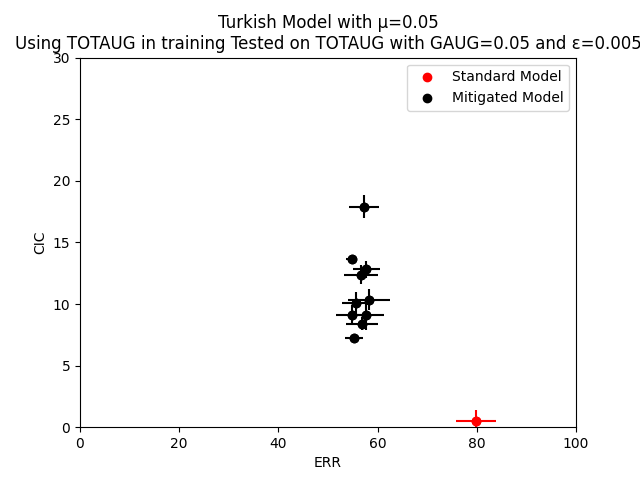 Turkish Model with μ=0.05
Using TOTAUG in training Tested on TOTAUG with GAUG=0.05 and ε=0.005
Standard Model
Mitigated Model
30
25
20
15
10
5
0
CIC
0 20 40 60 80 100
ERR